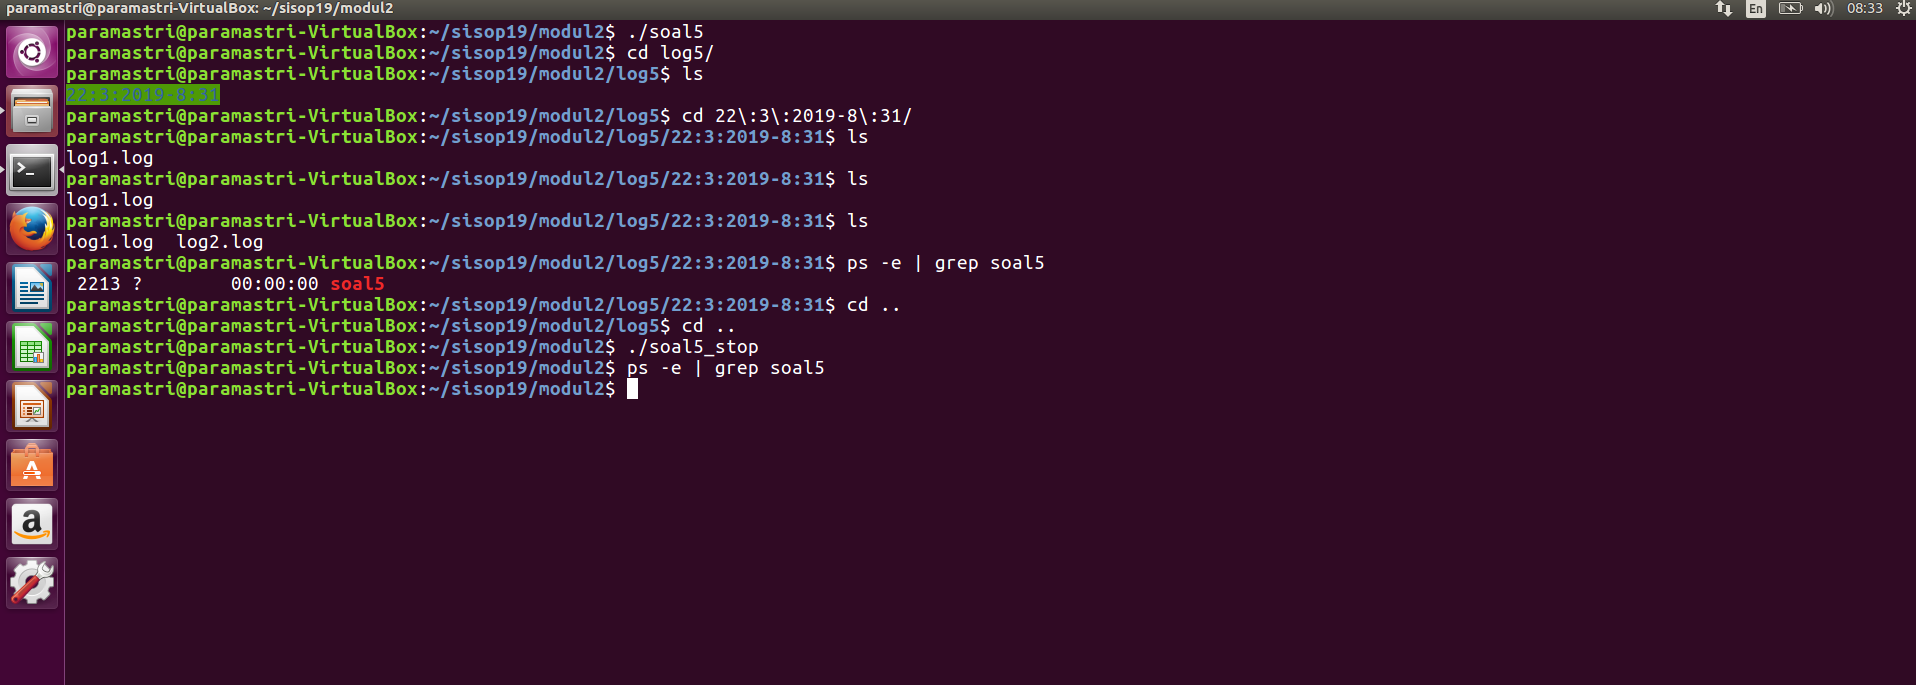 paramastri@paramastri-VirtualBox: ~/sisop19/modul2
En
08:33
paramastri@paramastri-VirtualBox:~/sisop19/modul2$ ./soal5
paramastri@paramastri-VirtualBox:~/sisop19/modul2$ cd log5/
paramastri@paramastri-VirtualBox:~/sisop19/modul2/log5$ ls
22:3:2019-8:31
paramastri@paramastri-VirtualBox:~/sisop19/modul2/log5$ cd 22\:3\:2019-8\:31/
paramastri@paramastri-VirtualBox:~/sisop19/modul2/log5/22:3:2019-8:31$ ls
log1.log
paramastri@paramastri-VirtualBox:~/sisop19/modul2/log5/22:3:2019-8:31$ ls
log1.log
paramastri@paramastri-VirtualBox:~/sisop19/modul2/log5/22:3:2019-8:31$ ls
log1.log  log2.log
paramastri@paramastri-VirtualBox:~/sisop19/modul2/log5/22:3:2019-8:31$ ps -e | grep soal5
 2213 ?        00:00:00 soal5
paramastri@paramastri-VirtualBox:~/sisop19/modul2/log5/22:3:2019-8:31$ cd ..
paramastri@paramastri-VirtualBox:~/sisop19/modul2/log5$ cd ..
paramastri@paramastri-VirtualBox:~/sisop19/modul2$ ./soal5_stop
paramastri@paramastri-VirtualBox:~/sisop19/modul2$ ps -e | grep soal5
paramastri@paramastri-VirtualBox:~/sisop19/modul2$